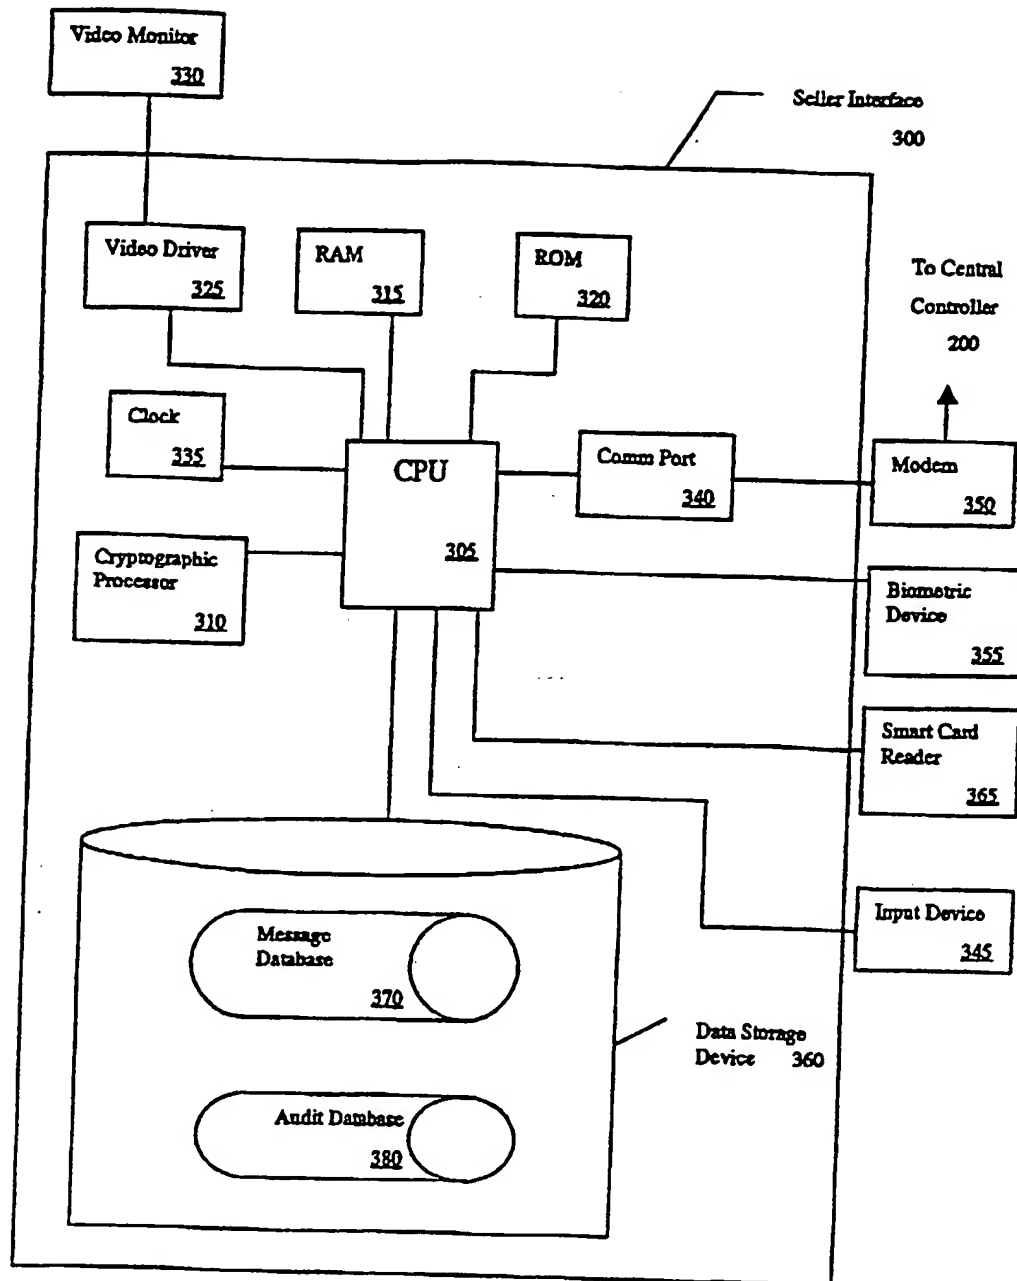 Video Monitor
330
Seller Interface
300
Video Driver
325
RAM
315
ROM
320
To Central
Controller
200
Clock
335
CPU
305
Comm Port
340
Modem
350
Cryptographic
Processor
310
Biometric
Device
355
Smart Card
Reader
365
Input Device
345
Message
Database
370
Data Storage
Device 360
Audit Database
380